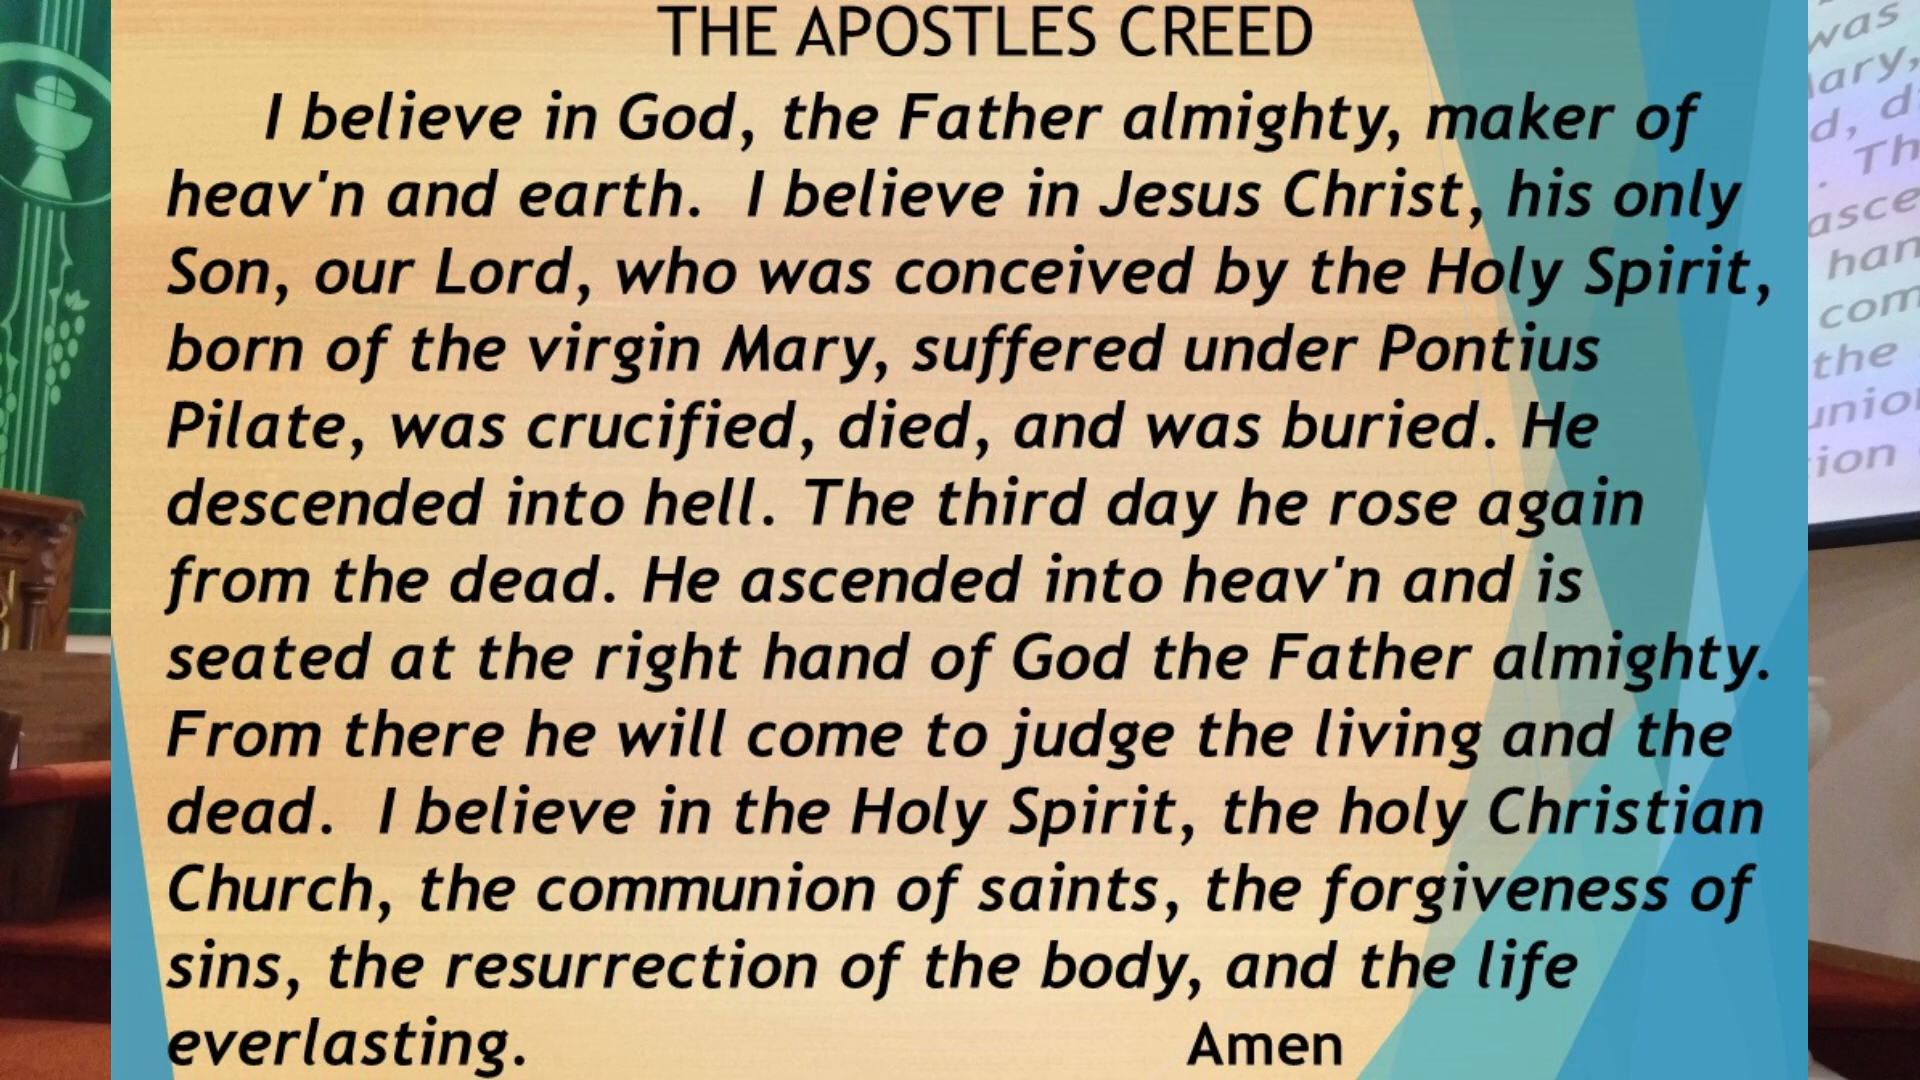 THE APOSTLES CREED
I believe in God, the Father almighty, maker of
heav'n and earth.  I believe in Jesus Christ, his only
Son, our Lord, who was conceived by the Holy Spirit,
born of the virgin Mary, suffered under Pontius
Pilate, was crucified, died, and was buried. He
descended into hell. The third day he rose again
from the dead. He ascended into heav'n and is
seated at the right hand of God the Father almighty.
From there he will come to judge the living and the
dead.  I believe in the Holy Spirit, the holy Christian
Church, the communion of saints, the forgiveness of
sins, the resurrection of the body, and the life
everlasting. Amen
was
the